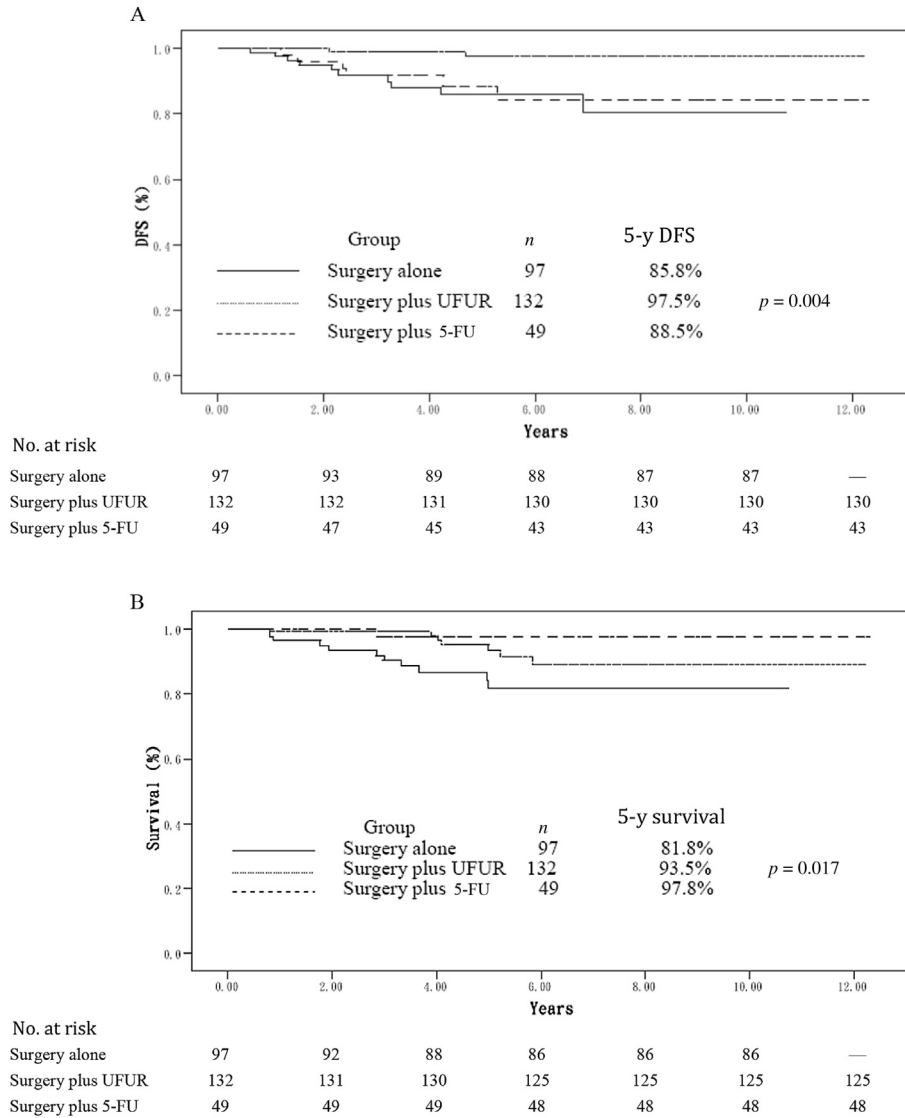 A
1.0
0.8
0.6
0.4
0.2
0.0
DFS (%)
Group n 5-y DFS
Surgery alone 97 85.8%
Surgery plus UFUR 132 97.5% p = 0.004
Surgery plus 5-FU 49 88.5%
0.00 2.00 4.00 6.00 8.00 10.00 12.00
Years
No. at risk
Surgery alone 97 93 89 88 87 87 —
Surgery plus UFUR 132 132 131 130 130 130 130
Surgery plus 5-FU 49 47 45 43 43 43 43
B
1.0
0.8
0.6
0.4
0.2
0.0
Survival (%)
Group n 5-y survival
Surgery alone 97 81.8%
Surgery plus UFUR 132 93.5% p = 0.017
Surgery plus 5-FU 49 97.8%
0.00 2.00 4.00 6.00 8.00 10.00 12.00
Years
No. at risk
Surgery alone 97 92 88 86 86 86 —
Surgery plus UFUR 132 131 130 125 125 125 125
Surgery plus 5-FU 49 49 49 48 48 48 48